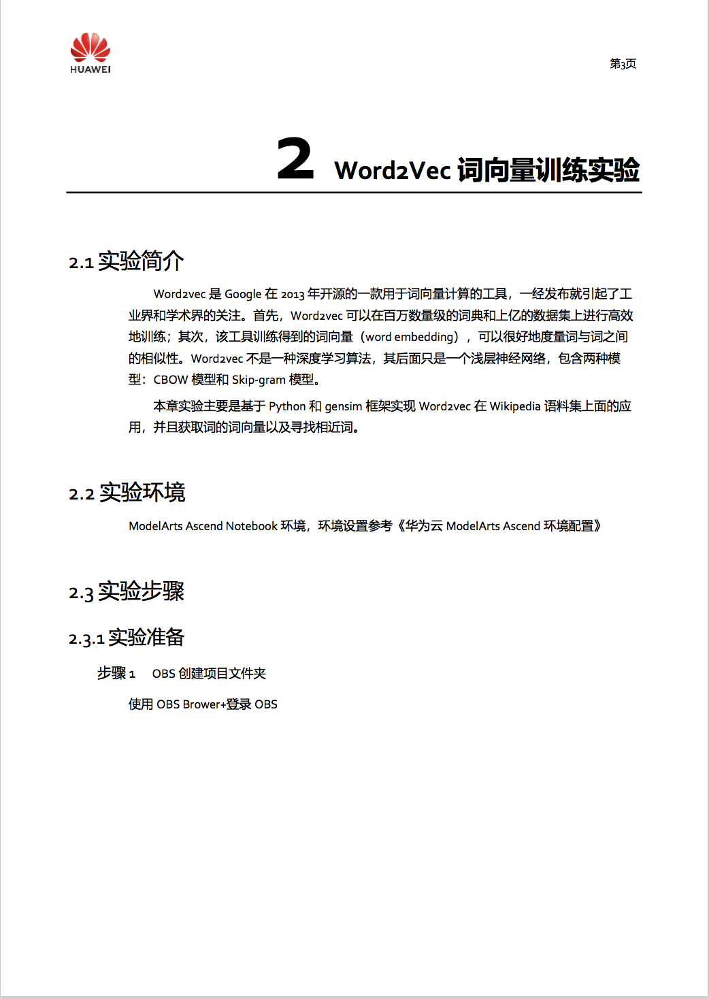 HUAWEI
第3页
2 Word2Vec 词向量训练实验
2.1 实验简介
Word2vec 是 Google 在 2013 年开源的一款用于词向量计算的工具，一经发布就引起了工
业界和学术界的关注。首先，Word2vec 可以在百万数量级的词典和上亿的数据集上进行高效
地训练；其次，该工具训练得到的词向量（word embedding），可以很好地度量词与词之间
的相似性。Word2vec 不是一种深度学习算法，其后面只是一个浅层神经网络，包含两种模
型：CBOW 模型和 Skip-gram 模型。
本章实验主要是基于 Python 和 gensim 框架实现 Word2vec 在 Wikipedia 语料集上面的应
用，并且获取词的词向量以及寻找相近词。
2.2 实验环境
ModelArts Ascend Notebook 环境，环境设置参考《华为云 ModelArts Ascend 环境配置》
2.3 实验步骤
2.3.1 实验准备
步骤 1 OBS 创建项目文件夹
使用 OBS Brower+登录 OBS